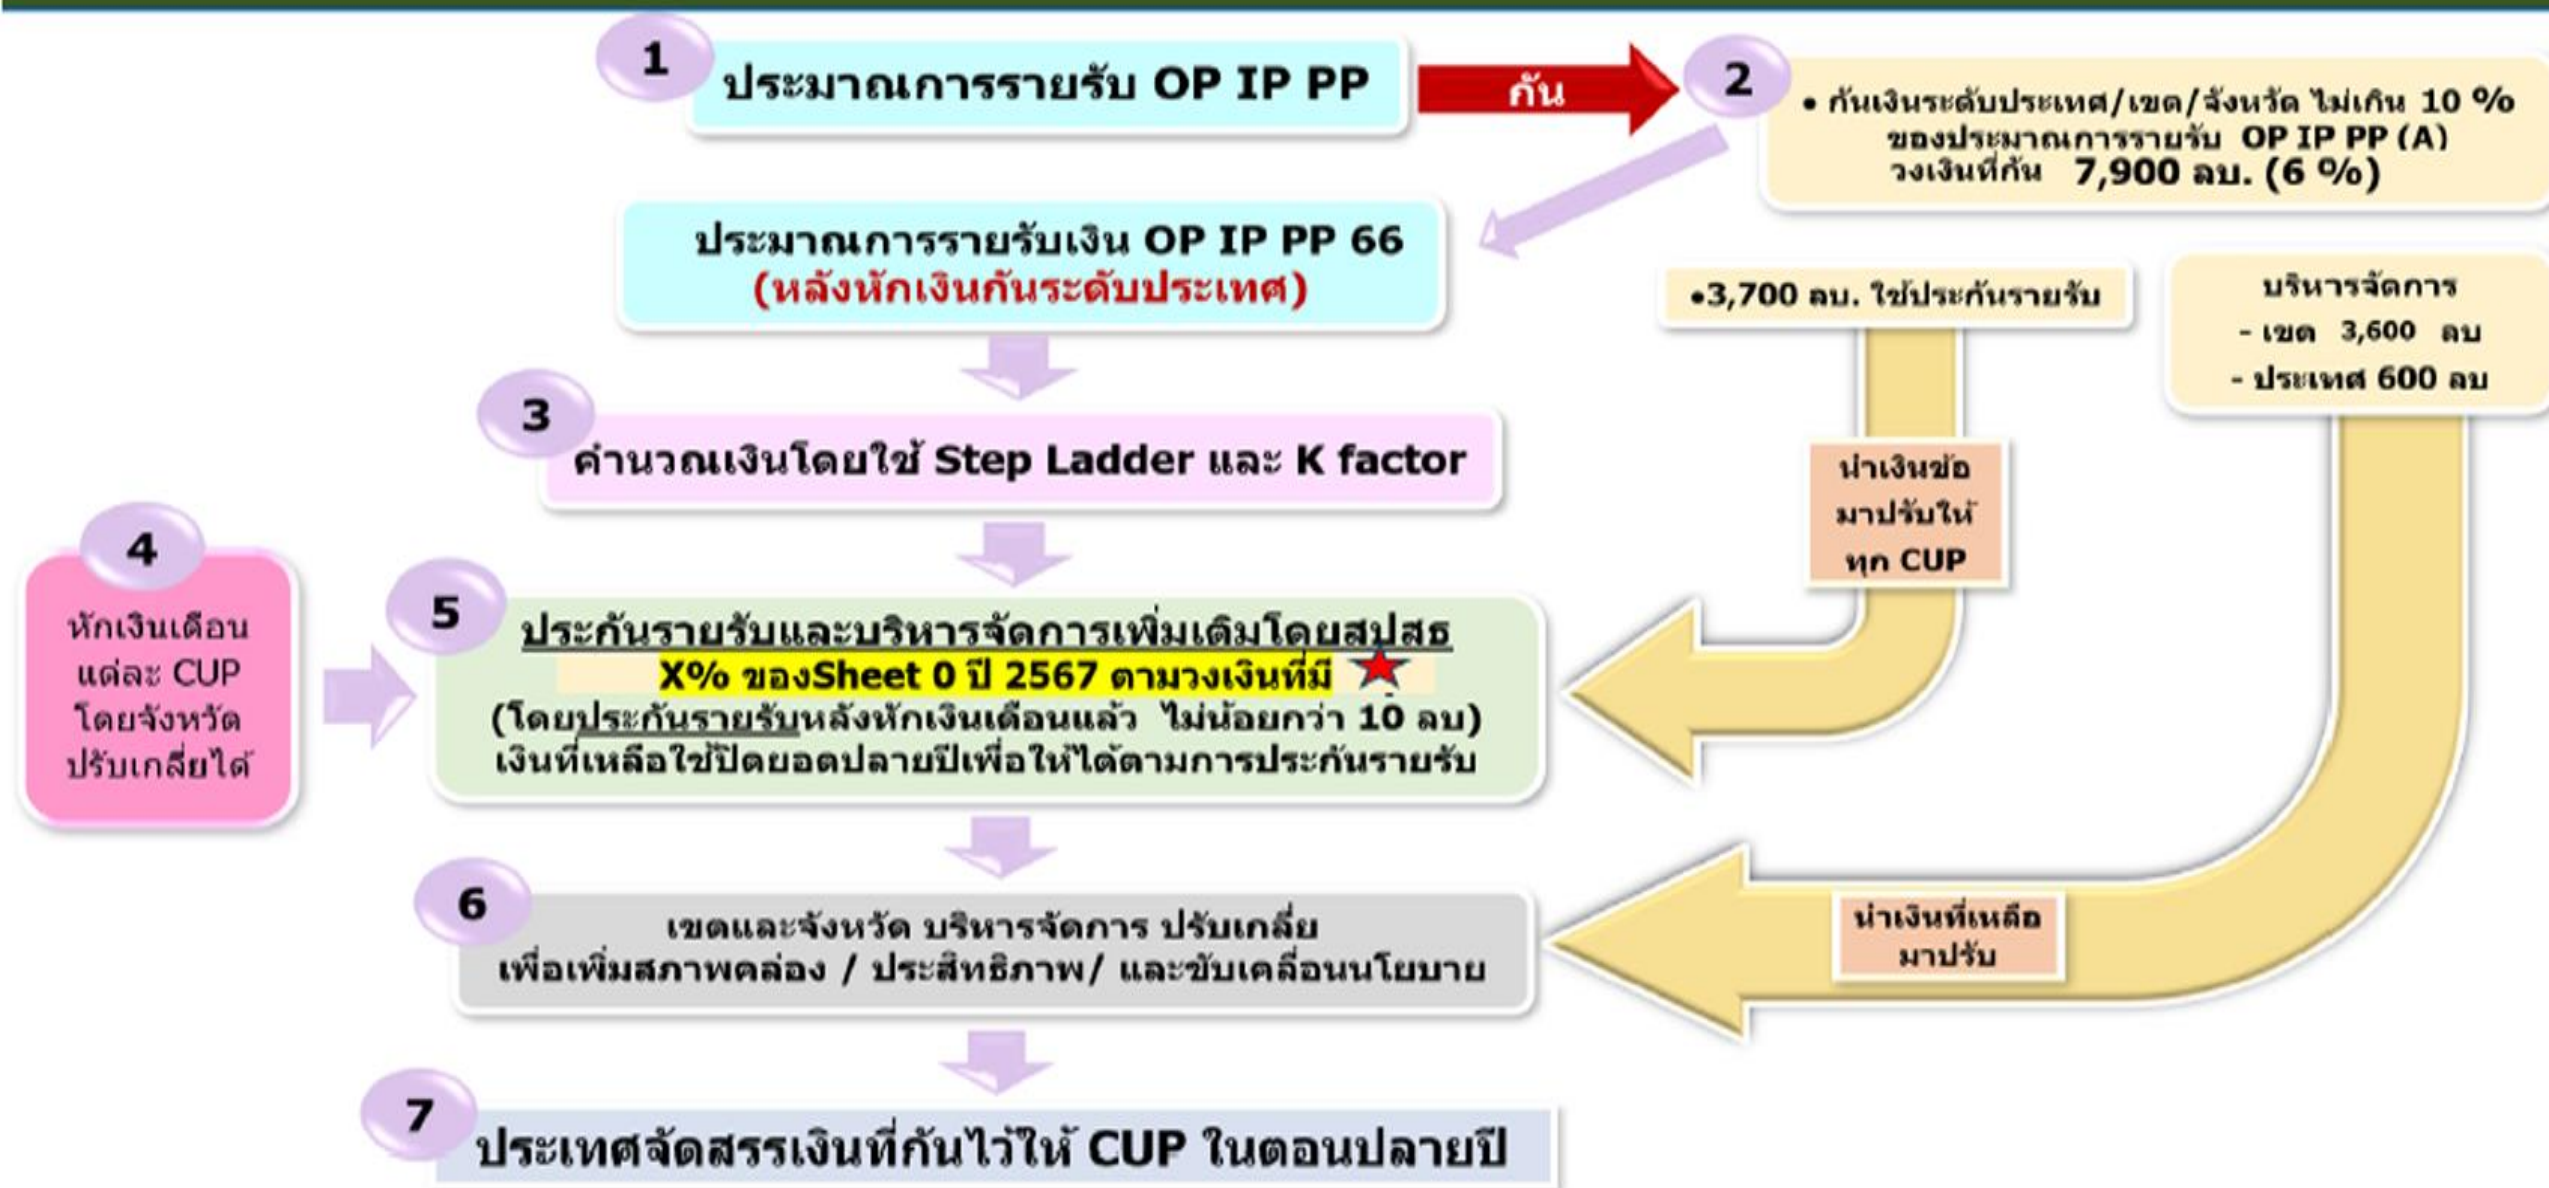 1
ประมาณการรายรับ OP IP PP
กัน
2
• กันเงินระดับประเทศ/เขต/จังหวัด ไม่เกิน 10 %
ของประมาณการรายรับ OP IP PP (A)
วงเงินที่กัน 7,900 ลบ. (6 %)
ประมาณการรายรับเงิน OP IP PP 66
(หลังหักเงินกันระดับประเทศ)
•3,700 ลบ. ใช้ประกันรายรับ
บริหารจัดการ
- เขต 3,600 ลบ
- ประเทศ 600 ลบ
3
คำนวณเงินโดยใช้ Step Ladder และ K factor
นำเงินข้อ
มาปรับให้
ทุก CUP
4
หักเงินเดือน
แต่ละ CUP
โดยจังหวัด
ปรับเกลี่ยได้
5
ประกันรายรับและบริหารจัดการเพิ่มเติมโดยสปสธ
X% ของSheet 0 ปี 2567 ตามวงเงินที่มี
(โดยประกันรายรับหลังหักเงินเดือนแล้ว ไม่น้อยกว่า 10 ลบ)
เงินที่เหลือใช้ปิดยอดปลายปีเพื่อให้ได้ตามการประกันรายรับ
6
เขตและจังหวัด บริหารจัดการ ปรับเกลี่ย
เพื่อเพิ่มสภาพคล่อง / ประสิทธิภาพ/ และขับเคลื่อนนโยบาย
นำเงินที่เหลือ
มาปรับ
7
ประเทศจัดสรรเงินที่กันไว้ให้ CUP ในตอนปลายปี